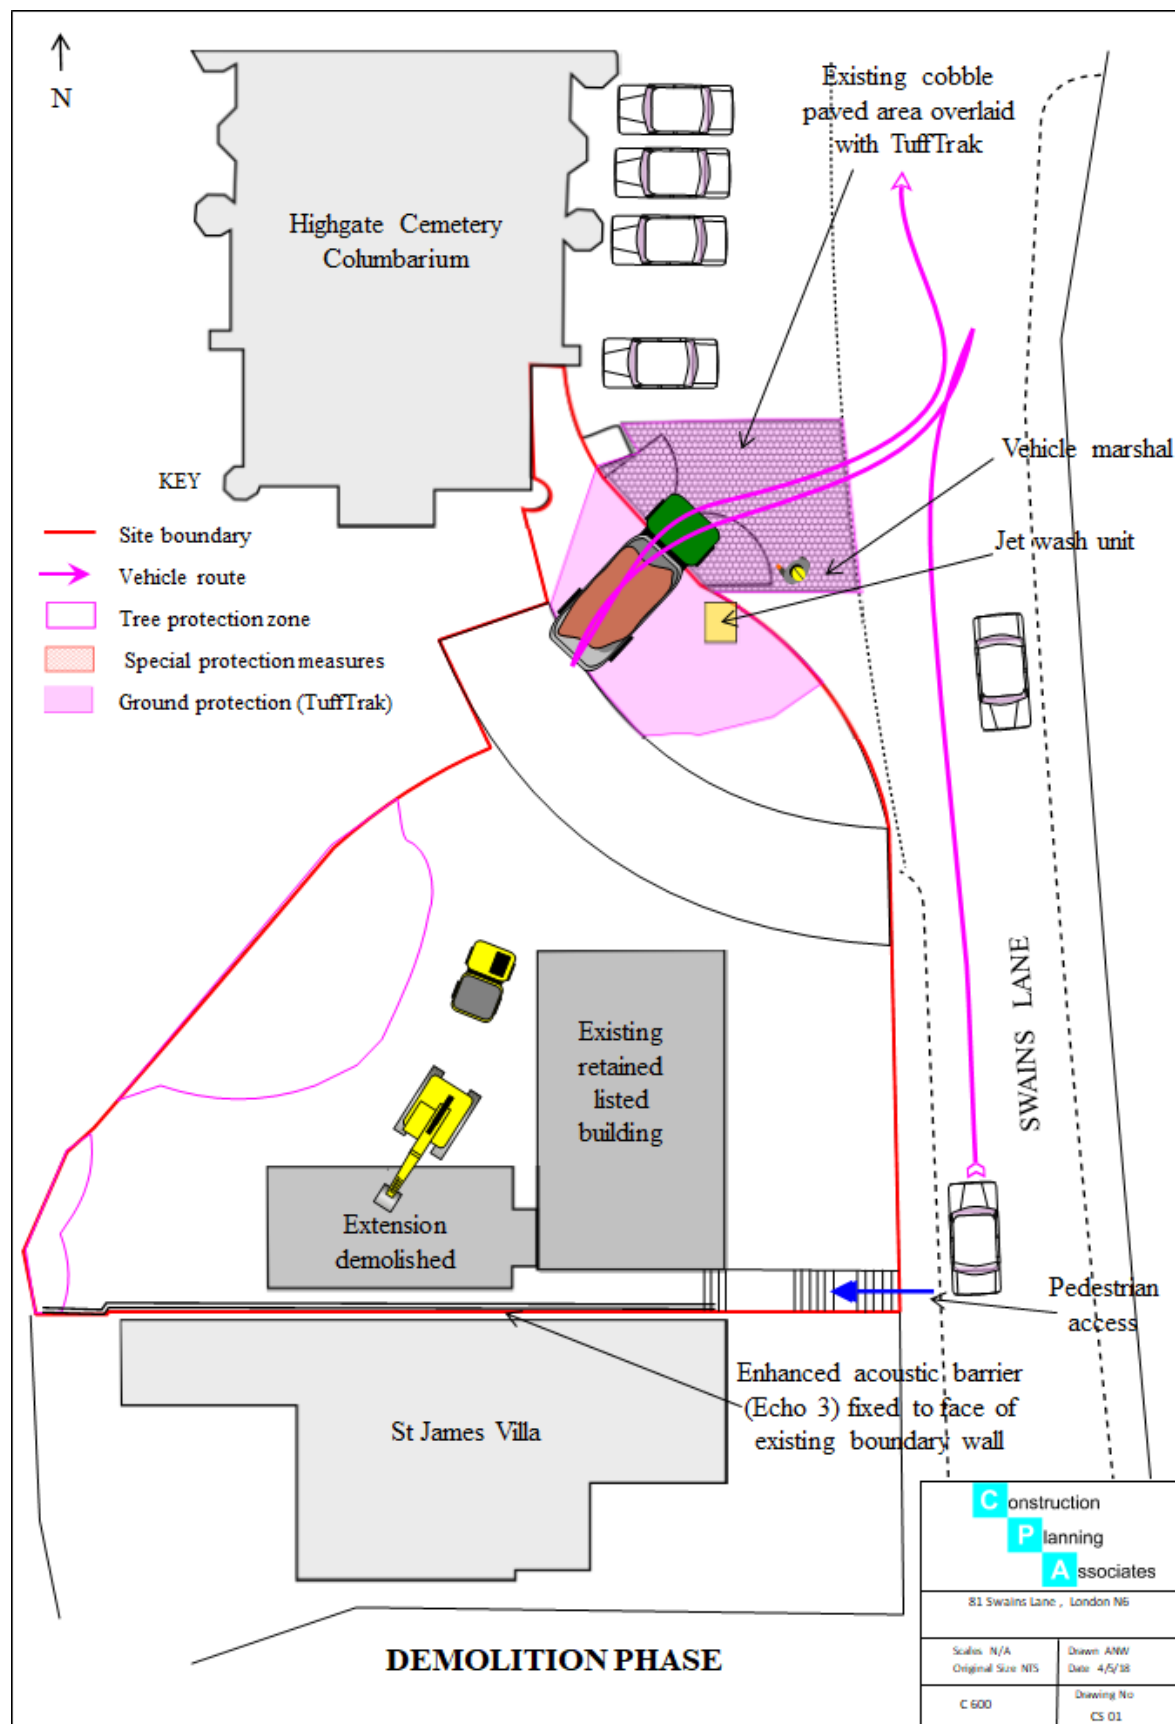 N
Existing cobble
paved area overlaid
with TuffTrak
Highgate Cemetery
Columbarium
Vehicle marshal
KEY
Site boundary
Jet wash unit
Vehicle route
Tree protection zone
Special protection measures
Ground protection (TuffTrak)
SWAINS LANE
Existing
retained
listed
building
Extension
demolished
Pedestrian
access
Enhanced acoustic barrier
(Echo 3) fixed to face of
existing boundary wall
St James Villa
Construction
Planning
Associates
81 Swains Lane , London N6
Scales N/A
Original Size NTS
Drawn ANW
Date 4/5/18
C 600
Drawing No
CS 01
DEMOLITION PHASE